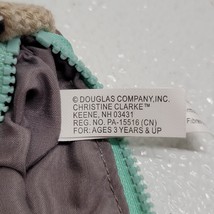 © DOUGLAS COMPANY, INC.
CHRISTINE CLARKE™
KEENE, NH 03431
REG. NO. PA-15516 (CN)
FOR: AGES 3 YEARS & UP